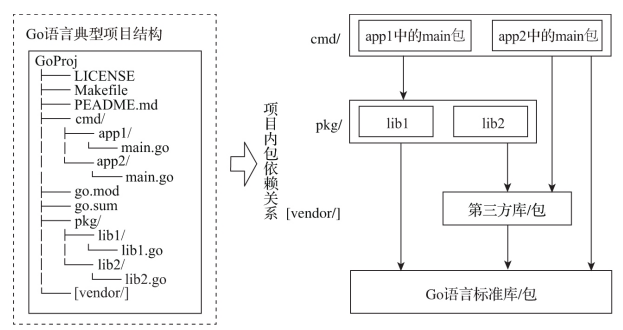 Go语言典型项目结构
GoProj
LICENSE
Makefile
PEADME.md
cmd/
app1/
main.go
app2/
main.go
go.mod
go.sum
pkg/
lib1/
lib1.go
lib2/
lib2.go
[vendor/]
项目内包依赖关系
cmd/
app1中的main包
app2中的main包
pkg/
lib1
lib2
[vendor/]
第三方库/包
Go语言标准库/包